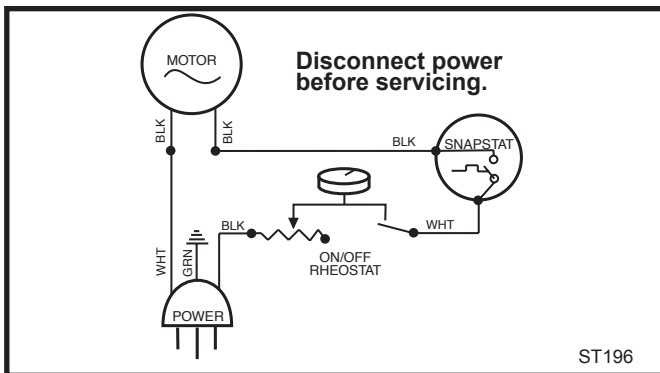 MOTOR
Disconnect power
before servicing.
BLK
BLK
BLK
SNAPSTAT
BLK
WHT
ON/OFF
RHEOSTAT
WHT
GRN
POWER
ST196